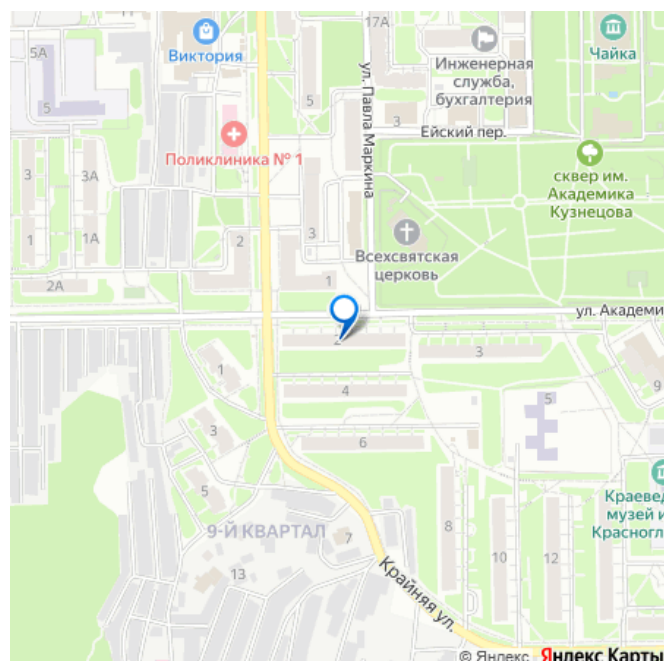 5А
Виктория
17А
Чайка
5
5
Инженерная
служба,
бухгалтерия
Поликлиника № 1
ул. Павла Маркина
3
Ейский пер.
сквер им.
Академика
Кузнецова
3
3А
1
1А
2
3
Всехсвятская
церковь
2А
1
ул. Академи
2
3
1
4
5
9
3
6
5
Краевед
музей и
Красногл
9-Й КВАРТАЛ
7
8
10
12
13
Крайняя ул.
© Яндекс Яндекс Карты